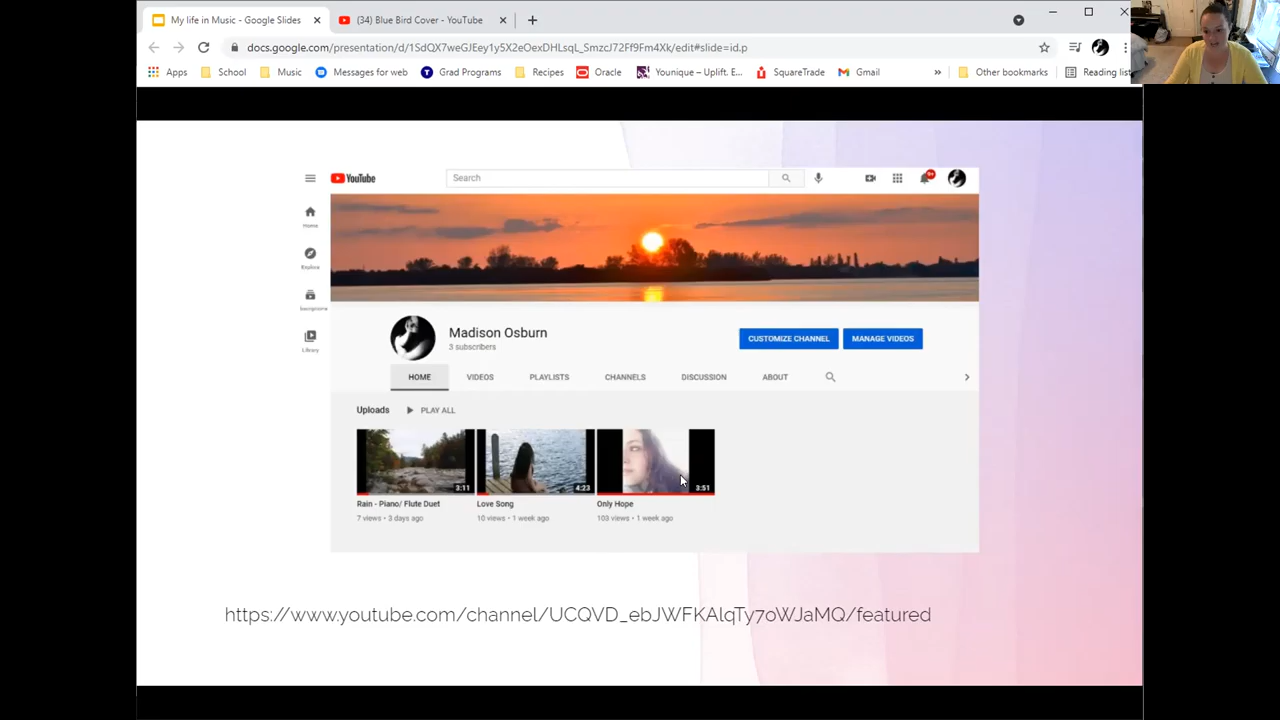 My life in Music - Google Slides
(34) Blue Bird Cover - YouTube
docs.google.com/presentation/d/1SdQX7weGJEey1y5X2eOexDHLsqL_SmzcJ72Ff9Fm4Xk/edit#slide=id.p
Apps School Music Messages for web Grad Programs Recipes Oracle Younique – Uplift. E... SquareTrade Gmail » Other bookmarks Reading list
YouTube Search 9+
Home
Explore
Library
Madison Osburn
3 subscribers
CUSTOMIZE CHANNEL MANAGE VIDEOS
HOME VIDEOS PLAYLISTS CHANNELS DISCUSSION ABOUT
Uploads PLAY ALL
3:11 4:23 3:51
Rain - Piano/ Flute Duet Love Song Only Hope
7 views • 3 days ago 10 views • 1 week ago 103 views • 1 week ago
https://www.youtube.com/channel/UCQVD_ebJWFKAlqTy7oWJaMQ/featured